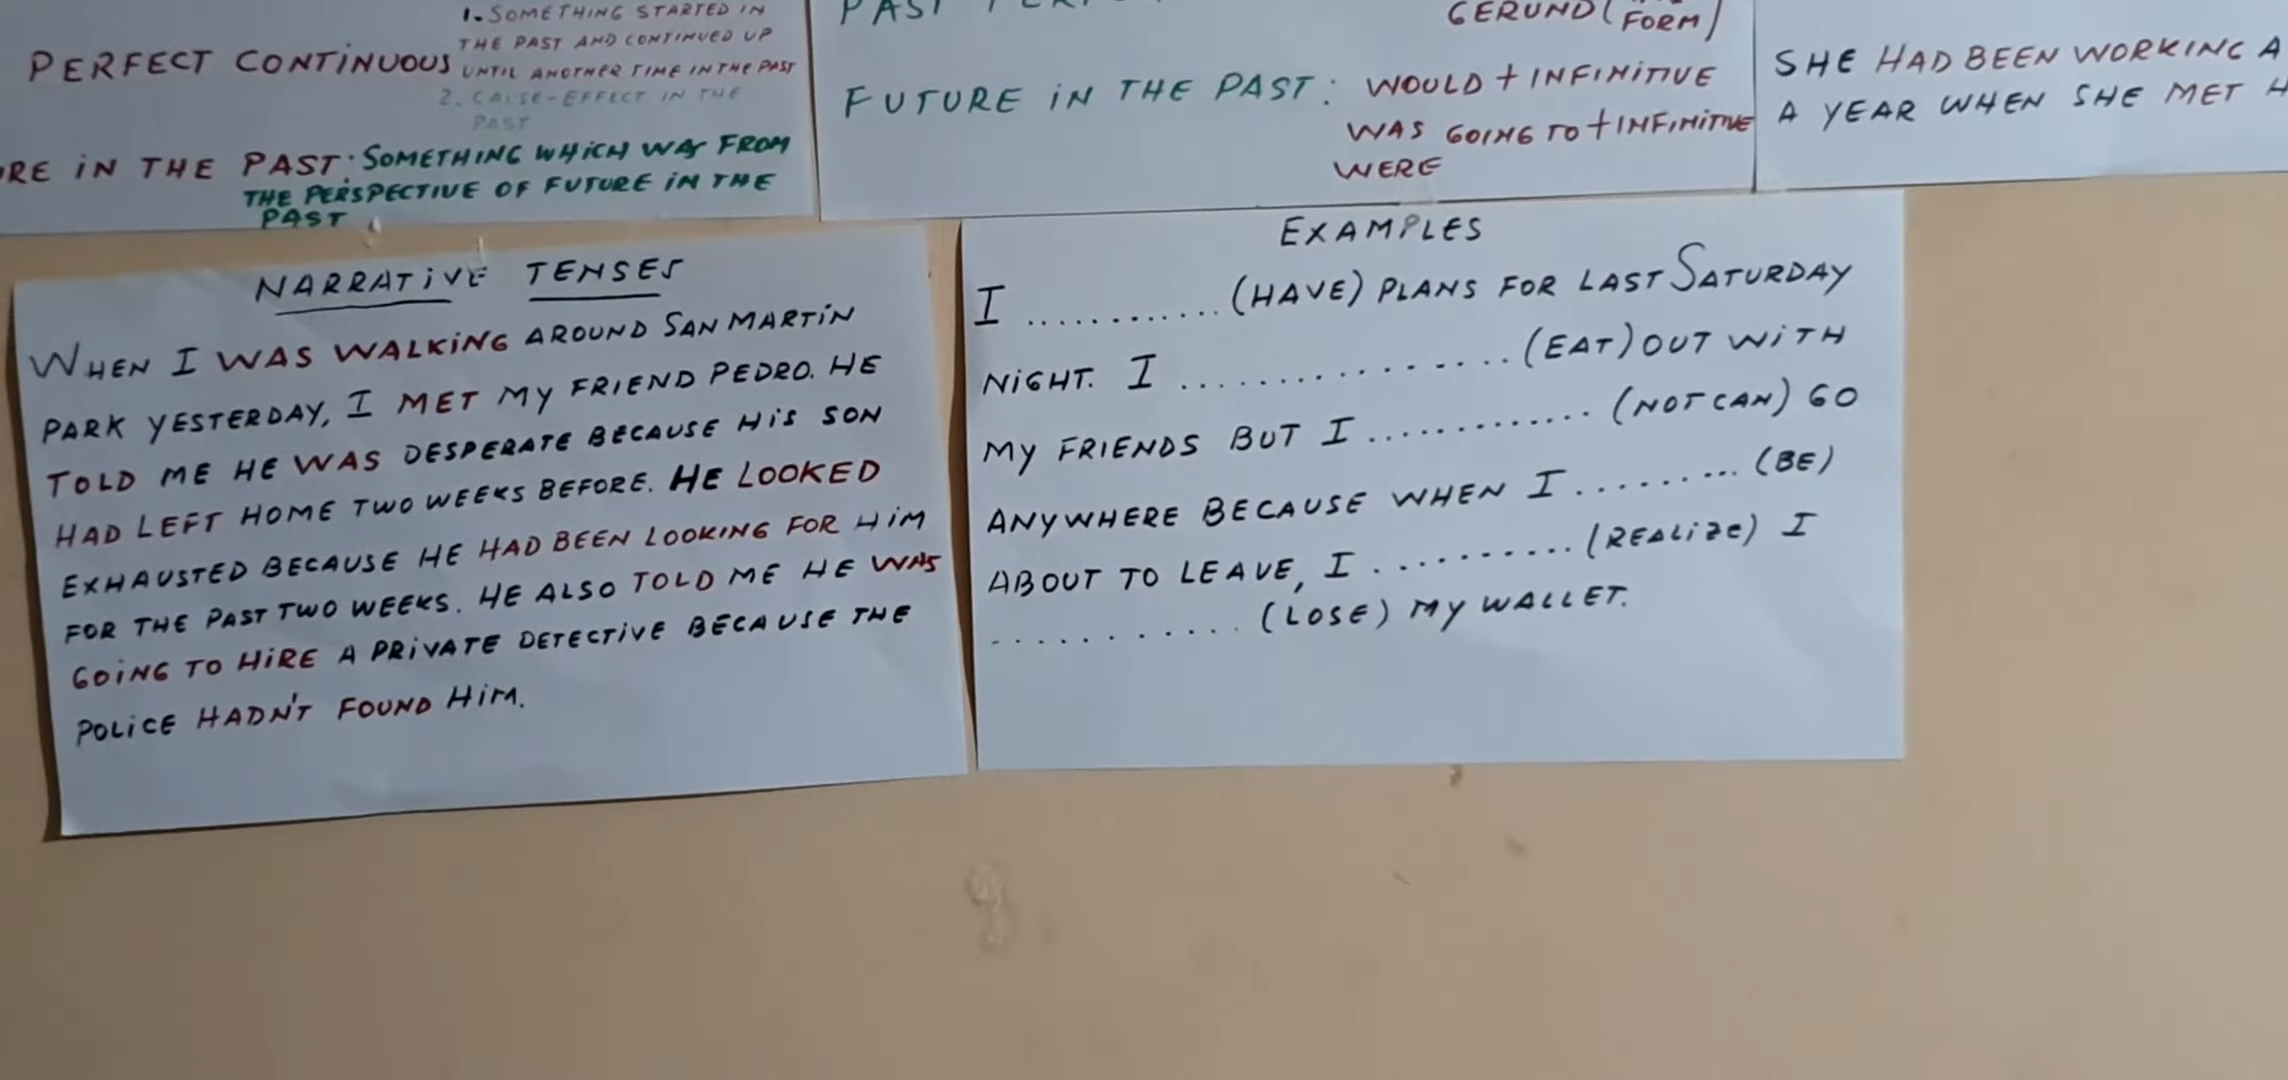 1. SOMETHING STARTED IN
THE PAST AND CONTINUED UP
PERFECT CONTINUOUS UNTIL ANOTHER TIME IN THE PAST
2. CAUSE-EFFECT IN THE
PAST
RE IN THE PAST: SOMETHING WHICH WAS FROM
THE PERSPECTIVE OF FUTURE IN THE
PAST
PAST
GERUND (
FORM)
FUTURE IN THE PAST: WOULD + INFINITIVE
WAS GOING TO + INFINITIVE
WERE
SHE HAD BEEN WORKING A
A YEAR WHEN SHE MET H
NARRATIVE TENSES
WHEN I WAS WALKING AROUND SAN MARTIN
PARK YESTERDAY, I MET MY FRIEND PEDRO. HE
TOLD ME HE WAS DESPERATE BECAUSE HIS SON
HAD LEFT HOME TWO WEEKS BEFORE. HE LOOKED
EXHAUSTED BECAUSE HE HAD BEEN LOOKING FOR HIM
FOR THE PAST TWO WEEKS. HE ALSO TOLD ME HE WAS
GOING TO HIRE A PRIVATE DETECTIVE BECAUSE THE
POLICE HADN'T FOUND HIM.
EXAMPLES
I ............ (HAVE) PLANS FOR LAST SATURDAY
NIGHT. I ................ (EAT) OUT WITH
MY FRIENDS BUT I ............. (NOT CAN) GO
ANYWHERE BECAUSE WHEN I .......... (BE)
ABOUT TO LEAVE, I ........... (REALIZE) I
............ (LOSE) MY WALLET.